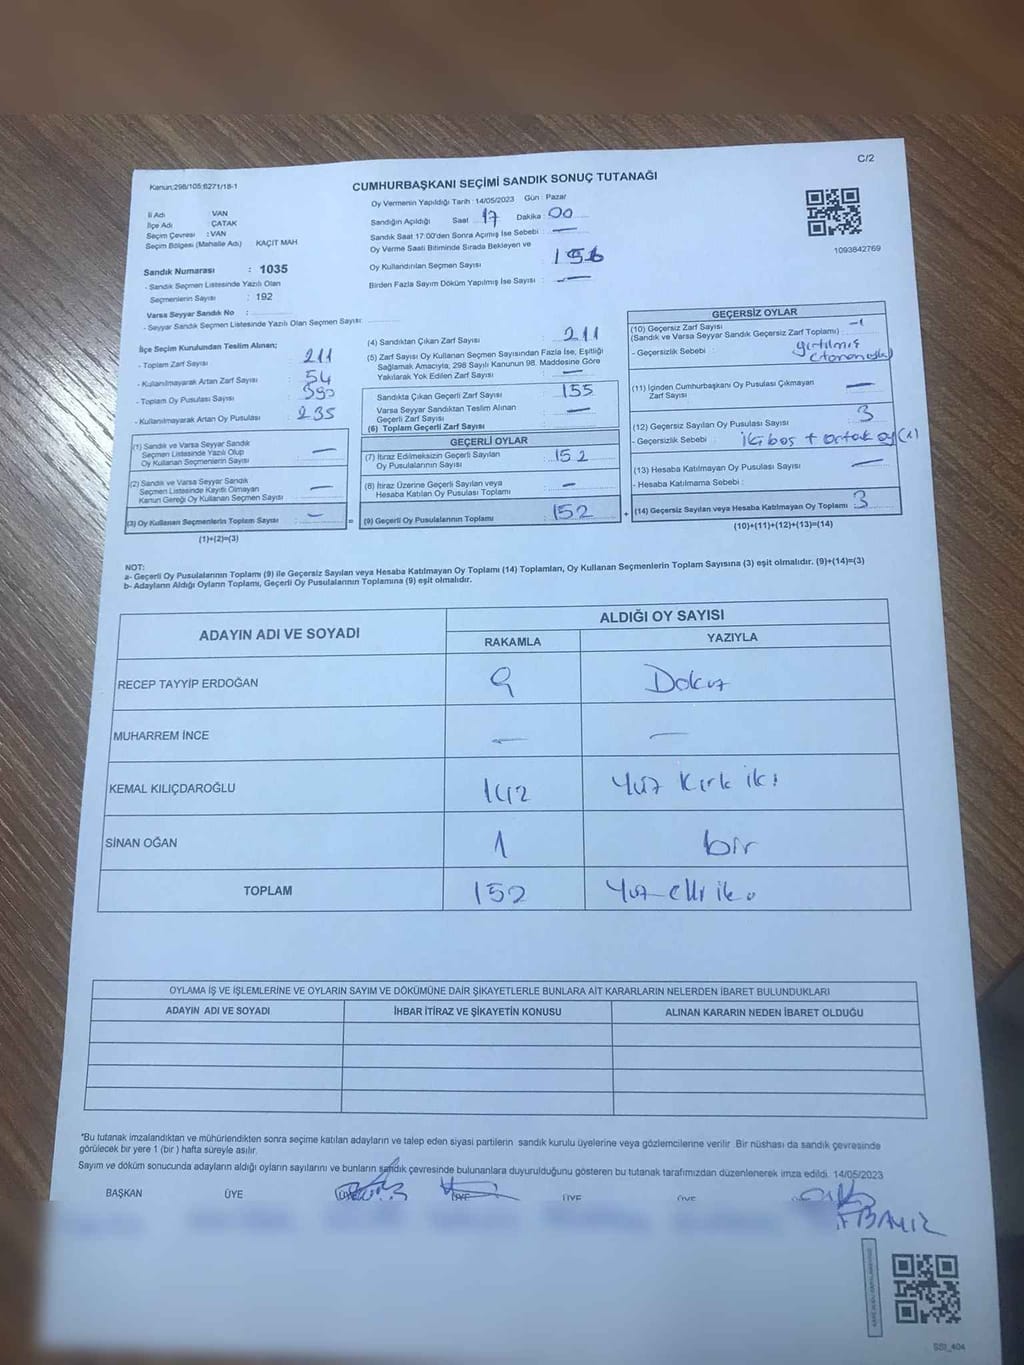 C/2
Kanun:298/105;6271/18-1
CUMHURBAŞKANI SEÇİMİ SANDIK SONUÇ TUTANAĞI
Oy Vermenin Yapıldığı Tarih : 14/05/2023 Gün : Pazar
İl Adı VAN
İlçe Adı : ÇATAK
Seçim Çevresi : VAN
Seçim Bölgesi (Mahalle Adı) KAÇIT MAH
Sandık Numarası : 1035
- Sandık Seçmen Listesinde Yazılı Olan
Seçmenlerin Sayısı : 192
Varsa Seyyar Sandık No :
- Seyyar Sandık Seçmen Listesinde Yazılı Olan Seçmen Sayısı:
Sandığın Açıldığı Saat 17 Dakika : 00
Sandık Saat 17:00'den Sonra Açımış İse Sebebi : —
Oy Verme Saati Bitiminde Sırada Bekleyen ve
Oy Kullandırılan Seçmen Sayısı 156
Birden Fazla Sayım Döküm Yapılmış İse Sayısı : —
1093842769
İlçe Seçim Kurulundan Teslim Alınan;
- Toplam Zarf Sayısı : 211
- Kullanılmayarak Artan Zarf Sayısı : 54
- Toplam Oy Pusulası Sayısı : 390
- Kullanılmayarak Artan Oy Pusulası : 235
(1) Sandık ve Varsa Seyyar Sandık
Seçmen Listesinde Yazılı Olup
Oy Kullanan Seçmenlerin Sayısı : —
(2) Sandık ve Varsa Seyyar Sandık
Seçmen Listesinde Kayıtlı Olmayan
Kanun Gereği Oy Kullanan Seçmen Sayısı : —
(3) Oy Kullanan Seçmenlerin Toplam Sayısı : —
(1)+(2)=(3)
(4) Sandıktan Çıkan Zarf Sayısı : 211
(5) Zarf Sayısı Oy Kullanan Seçmen Sayısından Fazla İse, Eşitliği
Sağlamak Amacıyla, 298 Sayılı Kanunun 98. Maddesine Göre
Yakılarak Yok Edilen Zarf Sayısı : —
Sandıkta Çıkan Geçerli Zarf Sayısı : 155
Varsa Seyyar Sandıktan Teslim Alınan
Geçerli Zarf Sayısı : —
(6) Toplam Geçerli Zarf Sayısı
GEÇERLİ OYLAR
(7) İtiraz Edilmeksizin Geçerli Sayılan
Oy Pusulalarının Sayısı : 152
(8) İtiraz Üzerine Geçerli Sayılan veya
Hesaba Katılan Oy Pusulası Toplamı : —
= (9) Geçerli Oy Pusulalarının Toplamı : 152
GEÇERSİZ OYLAR
(10) Geçersiz Zarf Sayısı -1
(Sandık ve Varsa Seyyar Sandık Geçersiz Zarf Toplamı) :
- Geçersizlik Sebebi : yırtılmış
(11) İçinden Cumhurbaşkanı Oy Pusulası Çıkmayan
Zarf Sayısı : —
(12) Geçersiz Sayılan Oy Pusulası Sayısı : 3
- Geçersizlik Sebebi : iki boş + ortak oy (1)
(13) Hesaba Katılmayan Oy Pusulası Sayısı : —
- Hesaba Katılmama Sebebi :
+ (14) Geçersiz Sayılan veya Hesaba Katılmayan Oy Toplamı : 3
(10)+(11)+(12)+(13)=(14)
NOT:
a- Geçerli Oy Pusulalarının Toplamı (9) ile Geçersiz Sayılan veya Hesaba Katılmayan Oy Toplamı (14) Toplamları, Oy Kullanan Seçmenlerin Toplam Sayısına (3) eşit olmalıdır. (9)+(14)=(3)
b- Adayların Aldığı Oyların Toplamı, Geçerli Oy Pusulalarının Toplamına (9) eşit olmalıdır.
ADAYIN ADI VE SOYADI
ALDIĞI OY SAYISI
RAKAMLA YAZIYLA
RECEP TAYYİP ERDOĞAN 9 Dokuz
MUHARREM İNCE — —
KEMAL KILIÇDAROĞLU 142 Yüz Kırk iki
SİNAN OĞAN 1 bir
TOPLAM 152 Yüz elli iki
OYLAMA İŞ VE İŞLEMLERİNE VE OYLARIN SAYIM VE DÖKÜMÜNE DAİR ŞİKAYETLERLE BUNLARA AİT KARARLARIN NELERDEN İBARET BULUNDUKLARI
ADAYIN ADI VE SOYADI İHBAR İTİRAZ VE ŞİKAYETİN KONUSU ALINAN KARARIN NEDEN İBARET OLDUĞU
"Bu tutanak imzalandıktan ve mühürlendikten sonra seçime katılan adayların ve talep eden siyasi partilerin sandık kurulu üyelerine veya gözlemcilerine verilir. Bir nüshası da sandık çevresinde
görülecek bir yere 1 (bir ) hafta süreyle asılır.
Sayım ve döküm sonucunda adayların aldığı oyların sayılarını ve bunların sandık çevresinde bulunanlara duyurulduğunu gösteren bu tutanak tarafımızdan düzenlenerek imza edildi. 14/05/2023
BAŞKAN ÜYE ÜYE ÜYE ÜYE
SSI_404